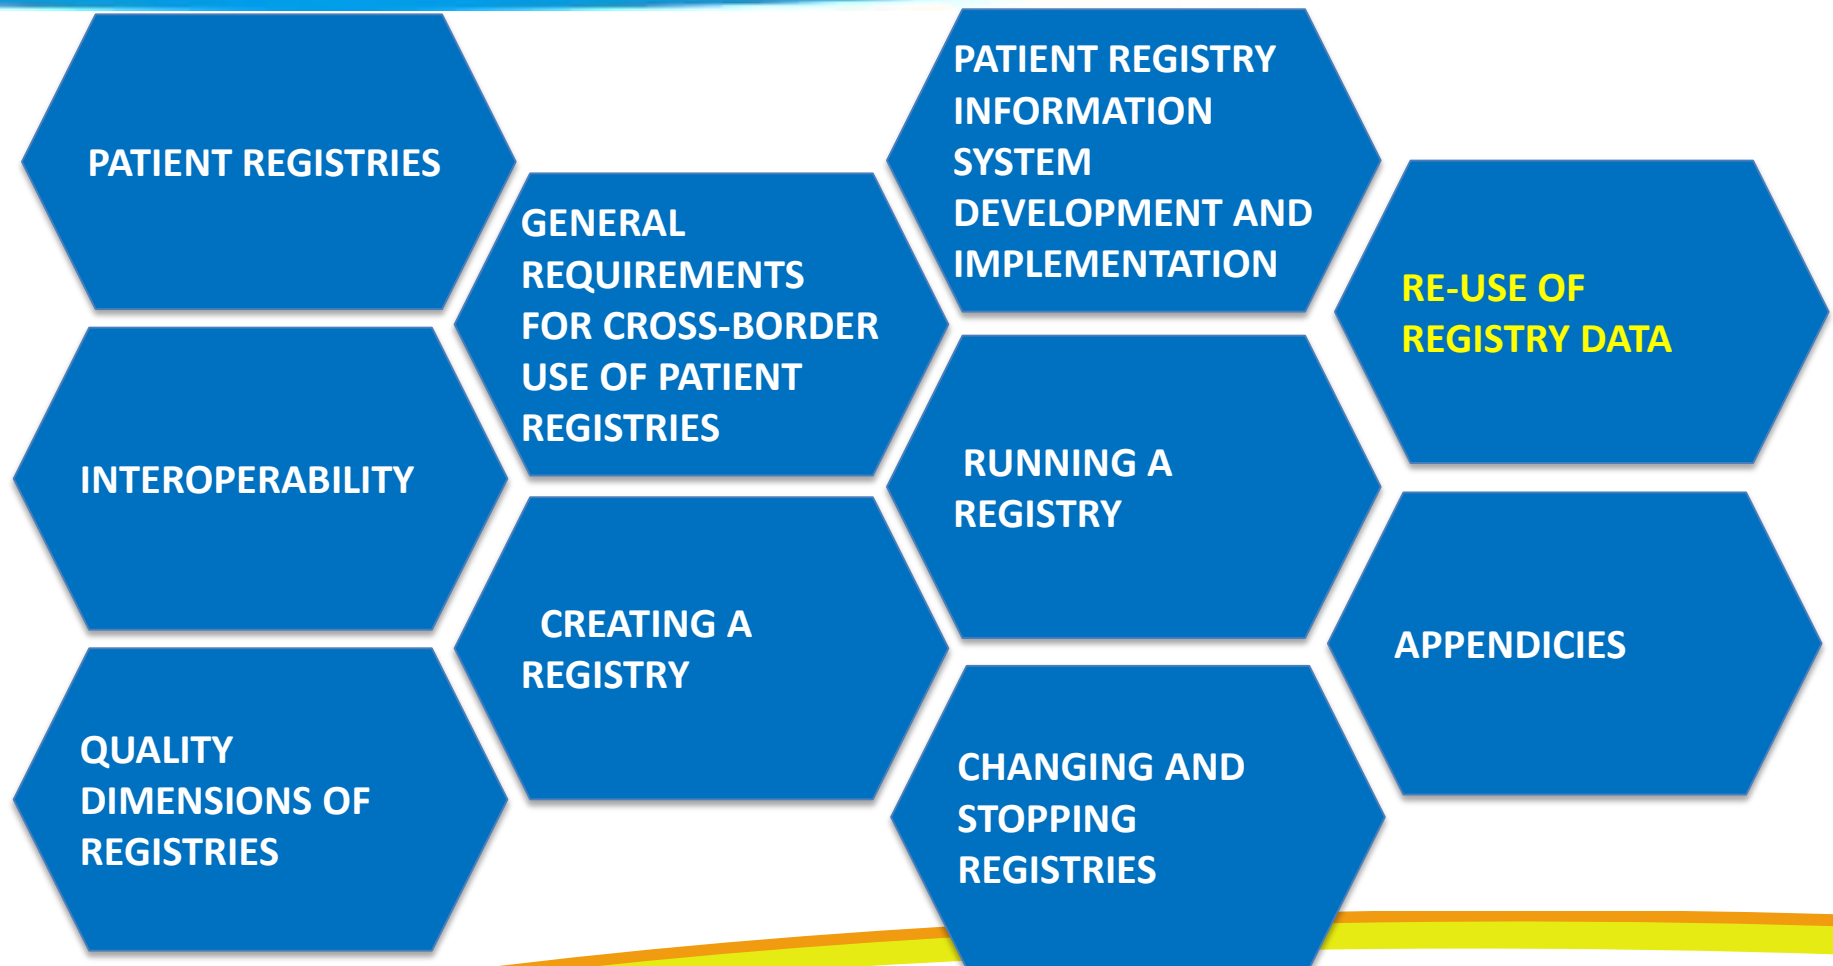 PATIENT REGISTRIES
INTEROPERABILITY
QUALITY
DIMENSIONS OF
REGISTRIES
GENERAL
REQUIREMENTS
FOR CROSS-BORDER
USE OF PATIENT
REGISTRIES
CREATING A
REGISTRY
PATIENT REGISTRY
INFORMATION
SYSTEM
DEVELOPMENT AND
IMPLEMENTATION
RUNNING A
REGISTRY
CHANGING AND
STOPPING
REGISTRIES
RE-USE OF
REGISTRY DATA
APPENDICIES